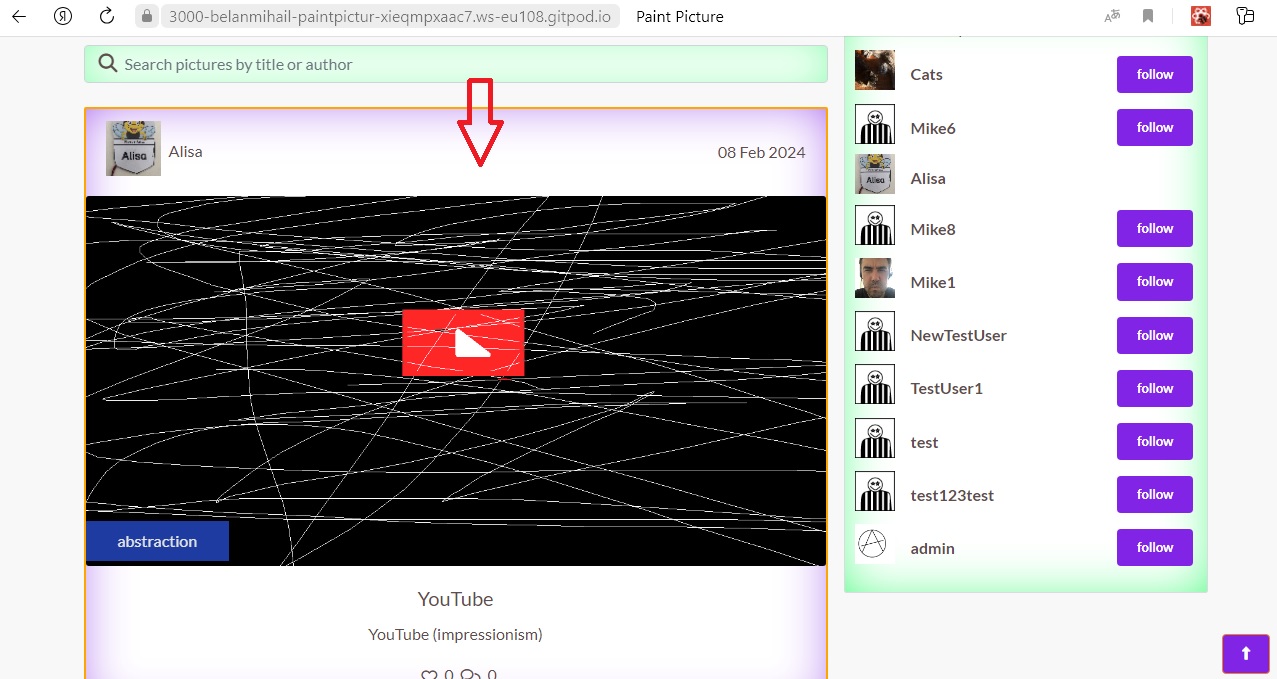 3000-belanmihail-paintpictur-xieqmpxaac7.ws-eu108.gitpod.io Paint Picture
Search pictures by title or author
Alisa
Alisa
08 Feb 2024
abstraction
YouTube
YouTube (impressionism)
0 0
Cats
follow
Mike6
follow
Alisa
Alisa
Mike8
follow
Mike1
follow
NewTestUser
follow
TestUser1
follow
test
follow
test123test
follow
admin
follow